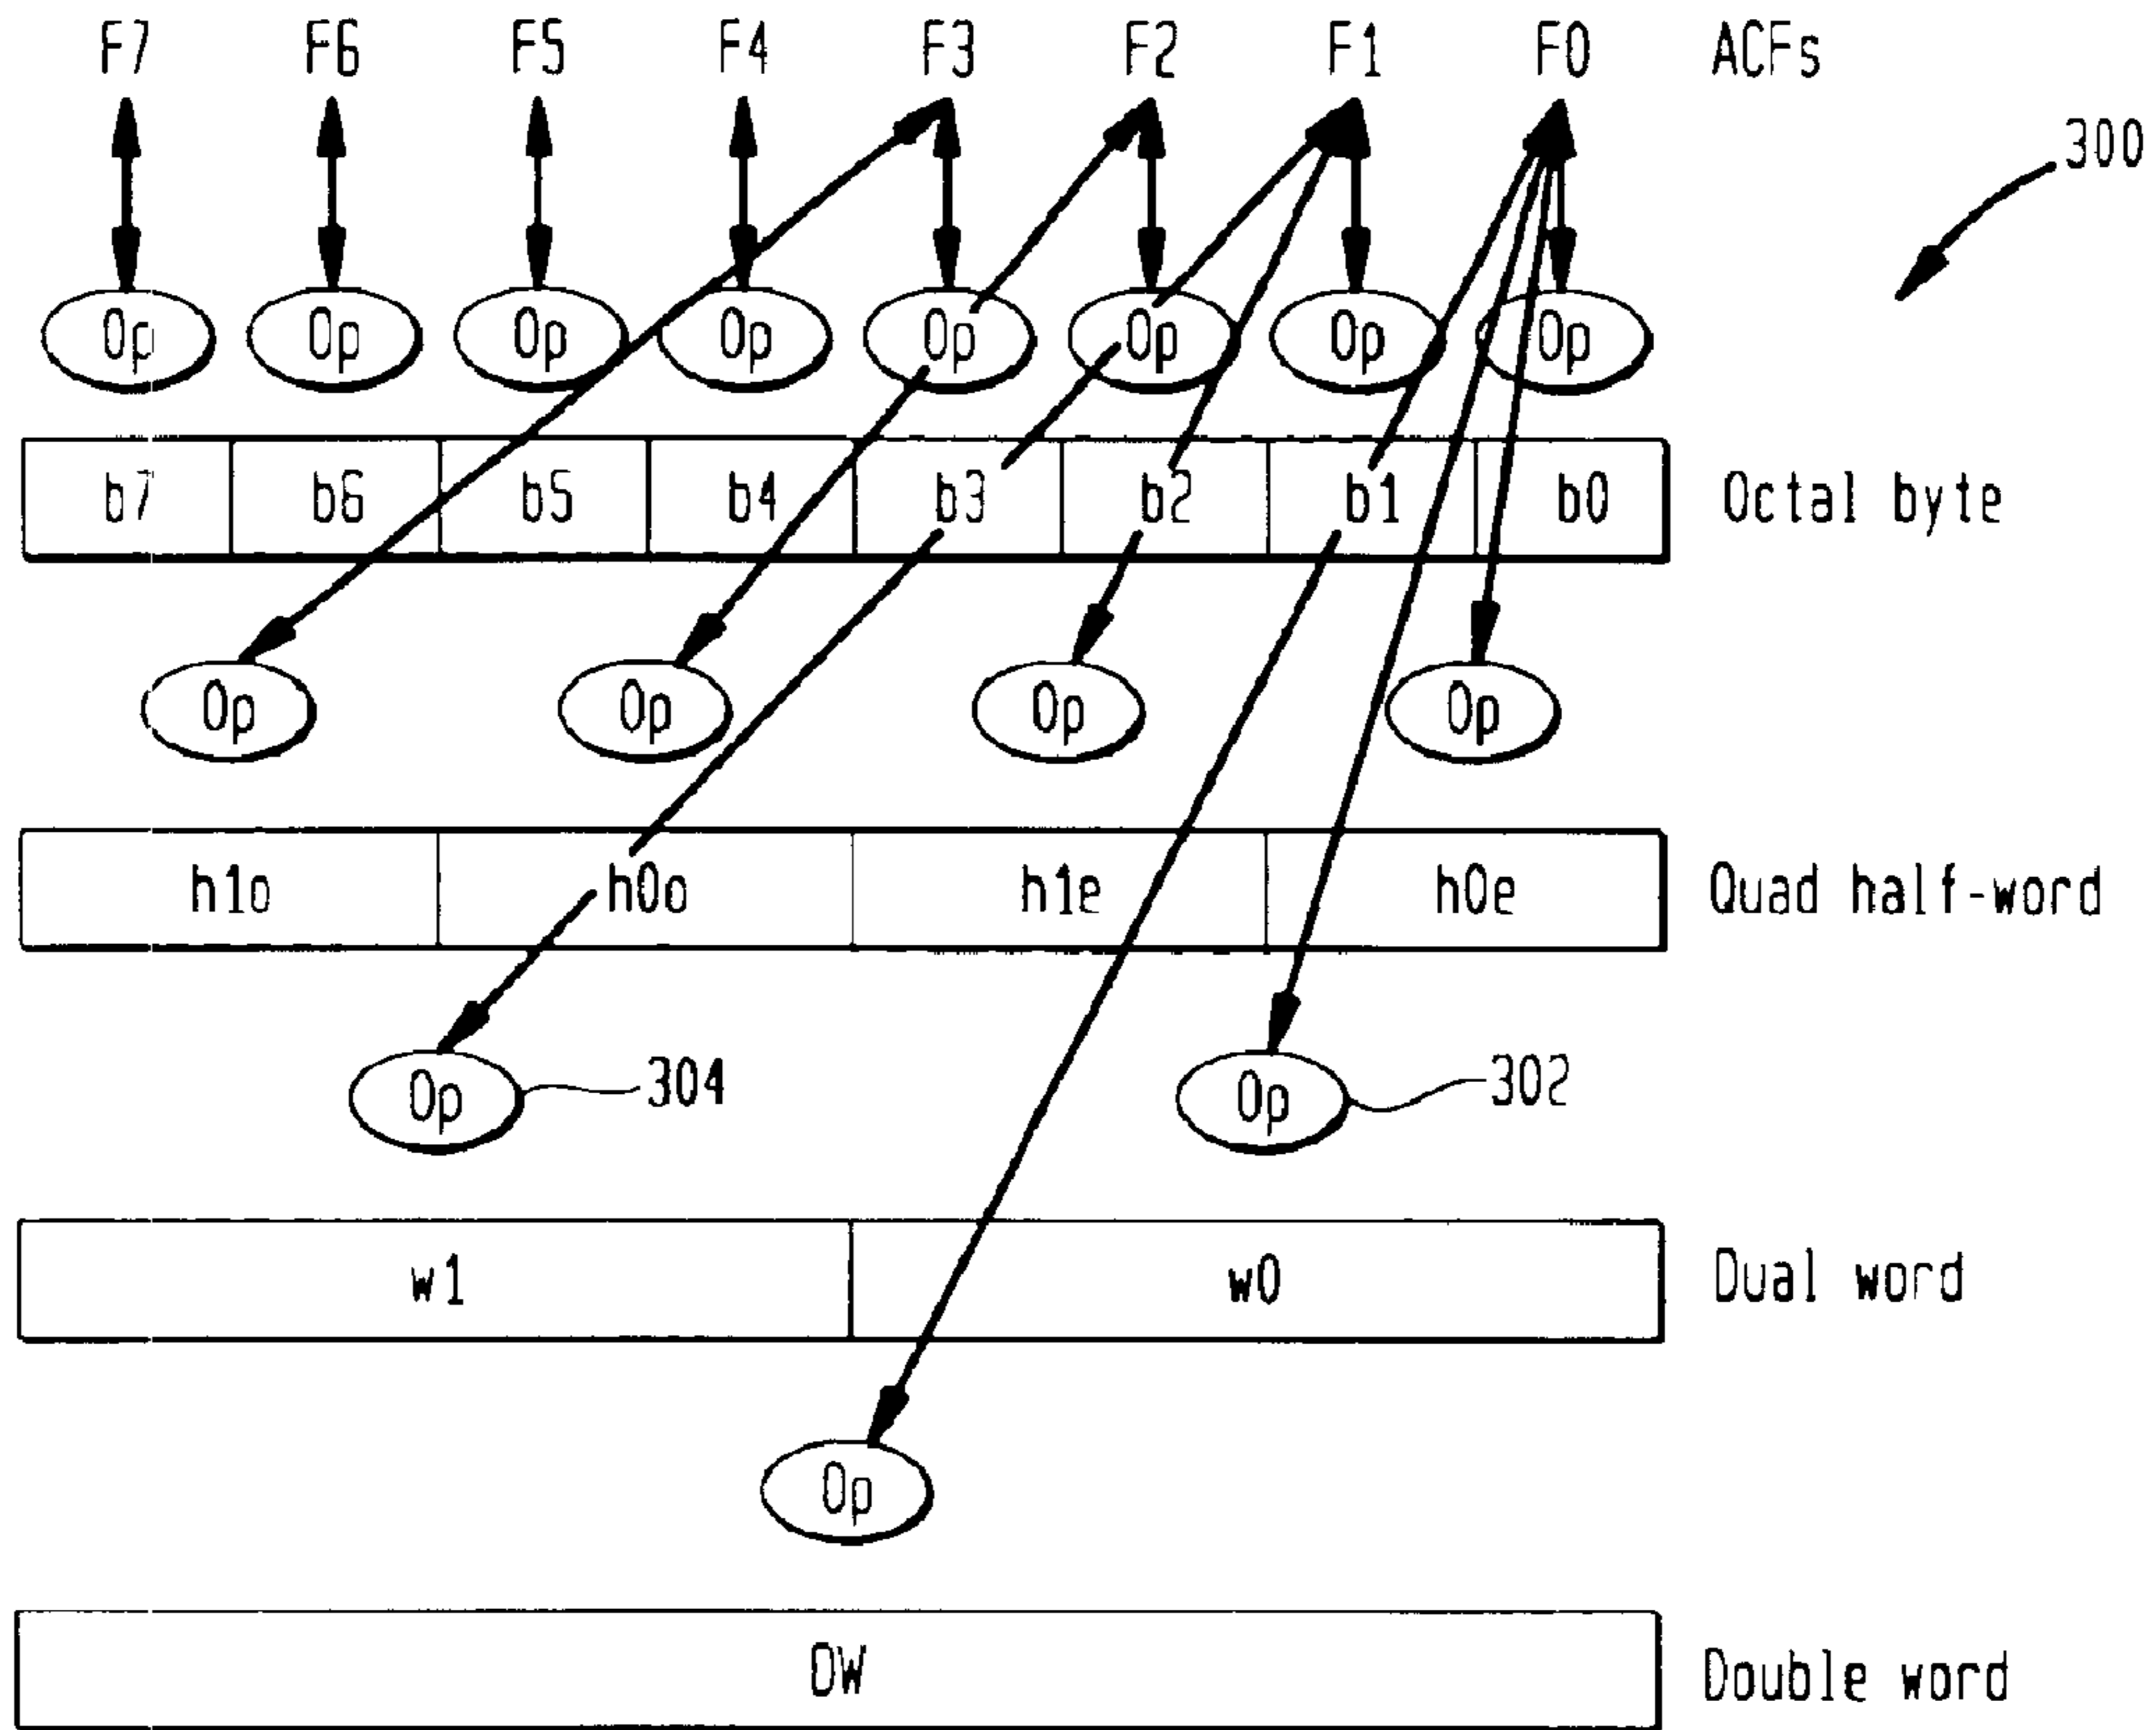 F7 F6 F5 F4 F3 F2 F1 F0 ACFs
300
Op Op Op Op Op Op Op Op
b7 b6 b5 b4 b3 b2 b1 b0 Octal byte
Op Op Op Op
h1o h0o h1e h0e Quad half-word
Op 304 Op 302
w1 w0 Dual word
Op
DW Double word